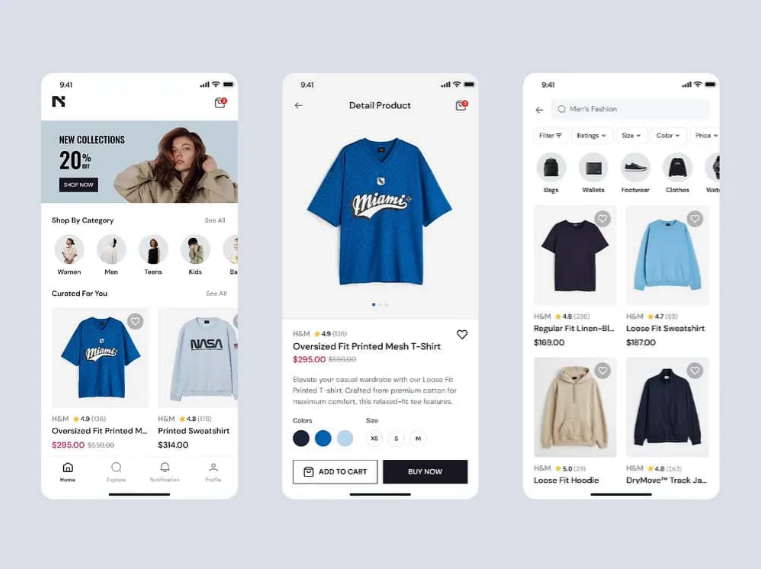 9:41
NEW COLLECTIONS
20% OFF
SHOP NOW
Shop By Category
See All
Women
Men
Teens
Kids
Ba
Curated For You
See All
Miami
NASA
H&M 4.9 (136)
Oversized Fit Printed M...
$295.00 $550.00
H&M 4.8 (178)
Printed Sweatshirt
$314.00
Home
Explore
Notification
Profile
9:41
Detail Product
Miami
H&M 4.9 (136)
Oversized Fit Printed Mesh T-Shirt
$295.00 $550.00
Elevate your casual wardrobe with our Loose Fit
Printed T-shirt. Crafted from premium cotton for
maximum comfort, this relaxed-fit tee features.
Colors
Size
XS
S
M
ADD TO CART
BUY NOW
9:41
Men's Fashion
Filter
Ratings
Size
Color
Price
Bags
Wallets
Footwear
Clothes
Wat
H&M 4.8 (236)
Regular Fit Linen-Bl...
$169.00
H&M 4.7
Loose Fit Sweatshirt
$187.00
H&M 5.0 (29)
Loose Fit Hoodie
H&M 4.8
DryMove™ Track Ja...